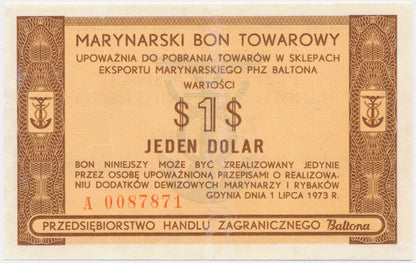 MARYNARSKI BON TOWAROWY
UPOWAŻNIA DO POBRANIA TOWARÓW W SKLEPACH
EKSPORTU MARYNARSKIEGO PHZ BALTONA
WARTOŚCI
$1$
JEDEN DOLAR
BON NINIEJSZY MOŻE BYĆ ZREALIZOWANY JEDYNIE
PRZEZ OSOBĘ UPOWAŻNIONĄ PRZEPISAMI O REALIZOWA-
NIU DODATKÓW DEWIZOWYCH MARYNARZY I RYBAKÓW
GDYNIA DNIA 1 LIPCA 1973 R.
A 0087871
PRZEDSIĘBIORSTWO HANDLU ZAGRANICZNEGO Baltona